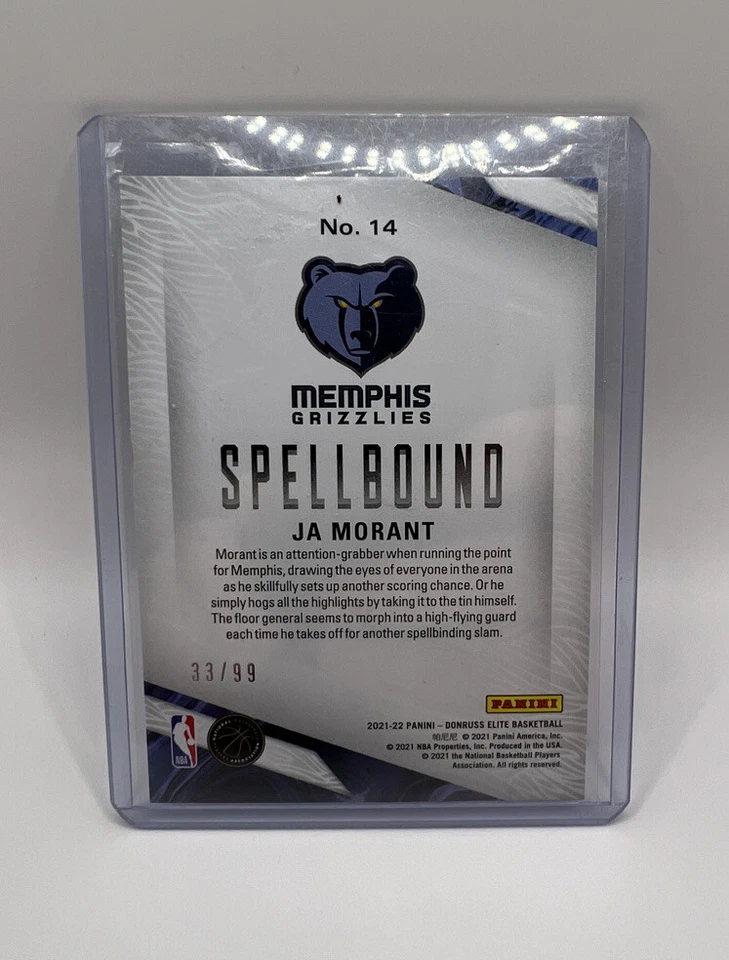 No. 14
MEMPHIS
GRIZZLIES
SPELLBOUND
JA MORANT
Morant is an attention-grabber when running the point
for Memphis, drawing the eyes of everyone in the arena
as he skillfully sets up another scoring chance. Or he
simply hogs all the highlights by taking it to the tin himself.
The floor general seems to morph into a high-flying guard
each time he takes off for another spellbinding slam.
33/99
PANINI
2021-22 PANINI – DONRUSS ELITE BASKETBALL
帕尼尼 © 2021 Panini America, Inc.
© 2021 NBA Properties, Inc. Produced in the USA.
© 2021 the National Basketball Players
Association. All rights reserved.
NBA